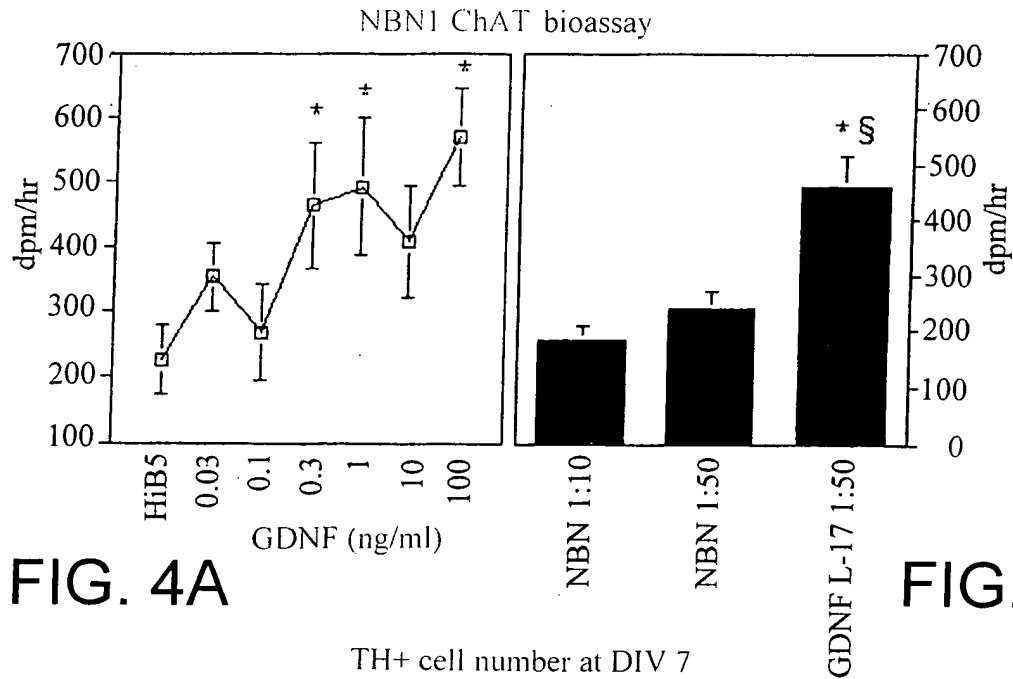 NBN1 ChAT bioassay
700
600
500
400
300
200
100
dpm/hr
* * *
HiB5
0.03
0.1
0.3
1
10
100
GDNF (ng/ml)
* §
700
600
500
400
300
200
100
0
dpm/hr
NBN 1:10
NBN 1:50
GDNF L-17 1:50
FIG. 4A
FIG.
TH+ cell number at DIV 7